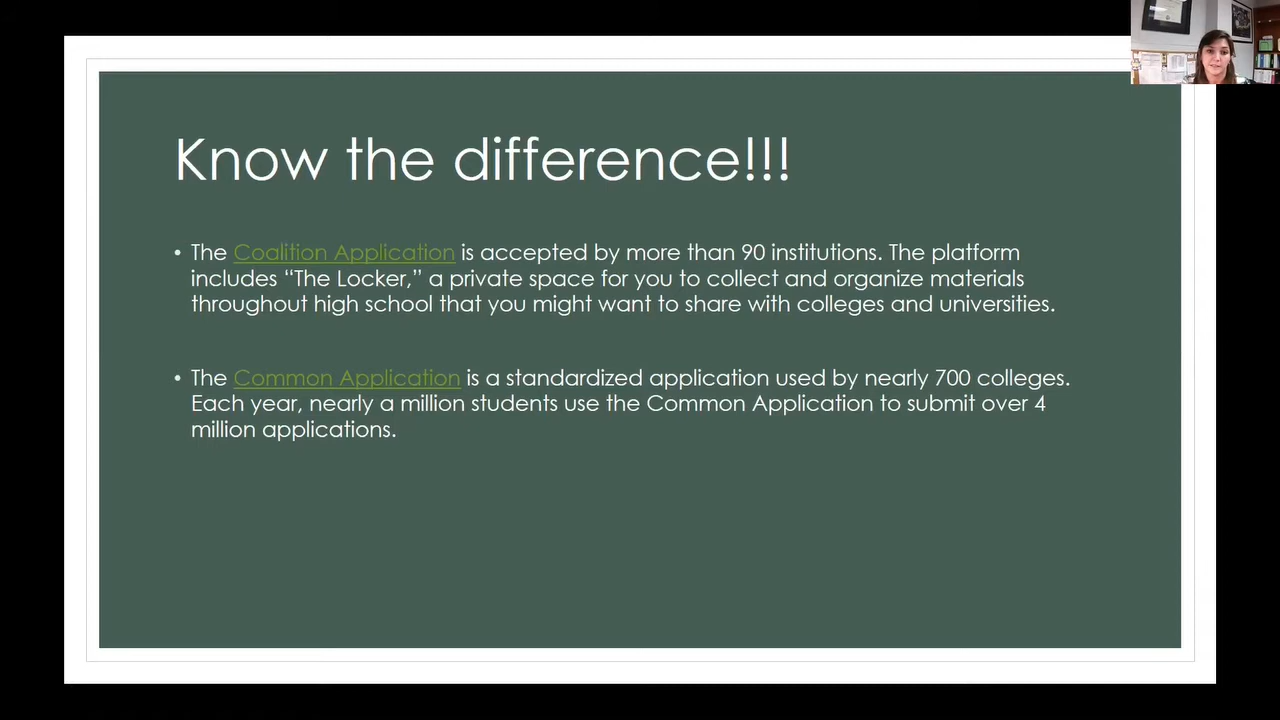 Know the difference!!!
• The Coalition Application is accepted by more than 90 institutions. The platform
includes “The Locker,” a private space for you to collect and organize materials
throughout high school that you might want to share with colleges and universities.
• The Common Application is a standardized application used by nearly 700 colleges.
Each year, nearly a million students use the Common Application to submit over 4
million applications.